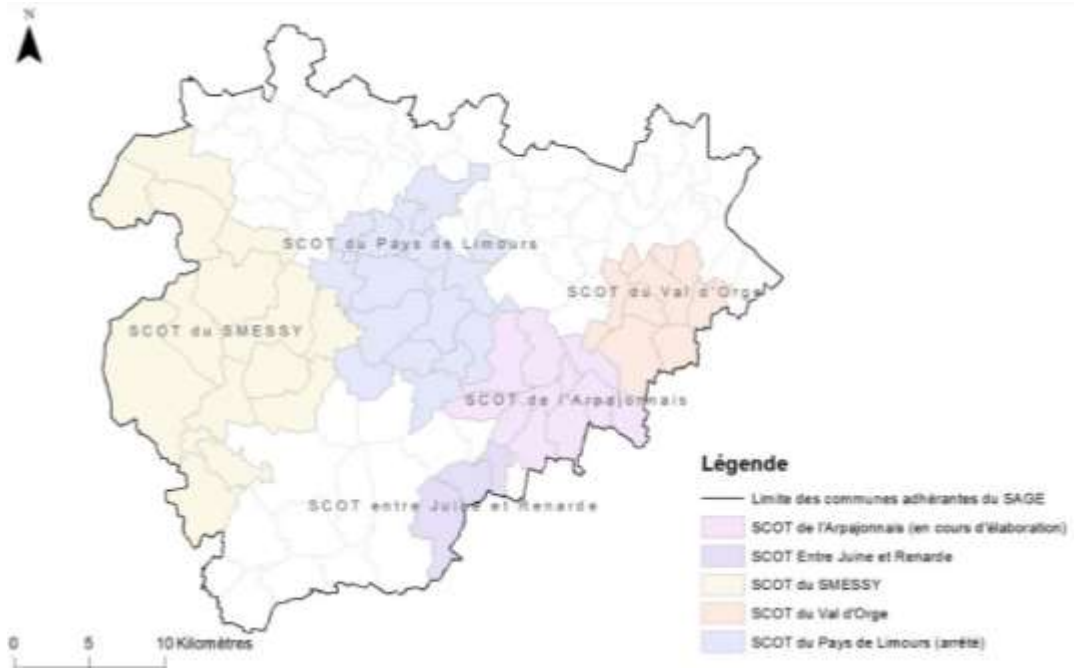 N
SCOT du Pays de Limours
SCOT du Val d'Orge
SCOT du SMESSY
SCOT de l'Arpajonnais
SCOT entre Juine et Renarde
Légende
Limite des communes adhérantes du SAGE
SCOT de l'Arpajonnais (en cours d'élaboration)
SCOT Entre Juine et Renarde
SCOT du SMESSY
SCOT du Val d'Orge
SCOT du Pays de Limours (arrêté)
0 5 10 Kilomètres